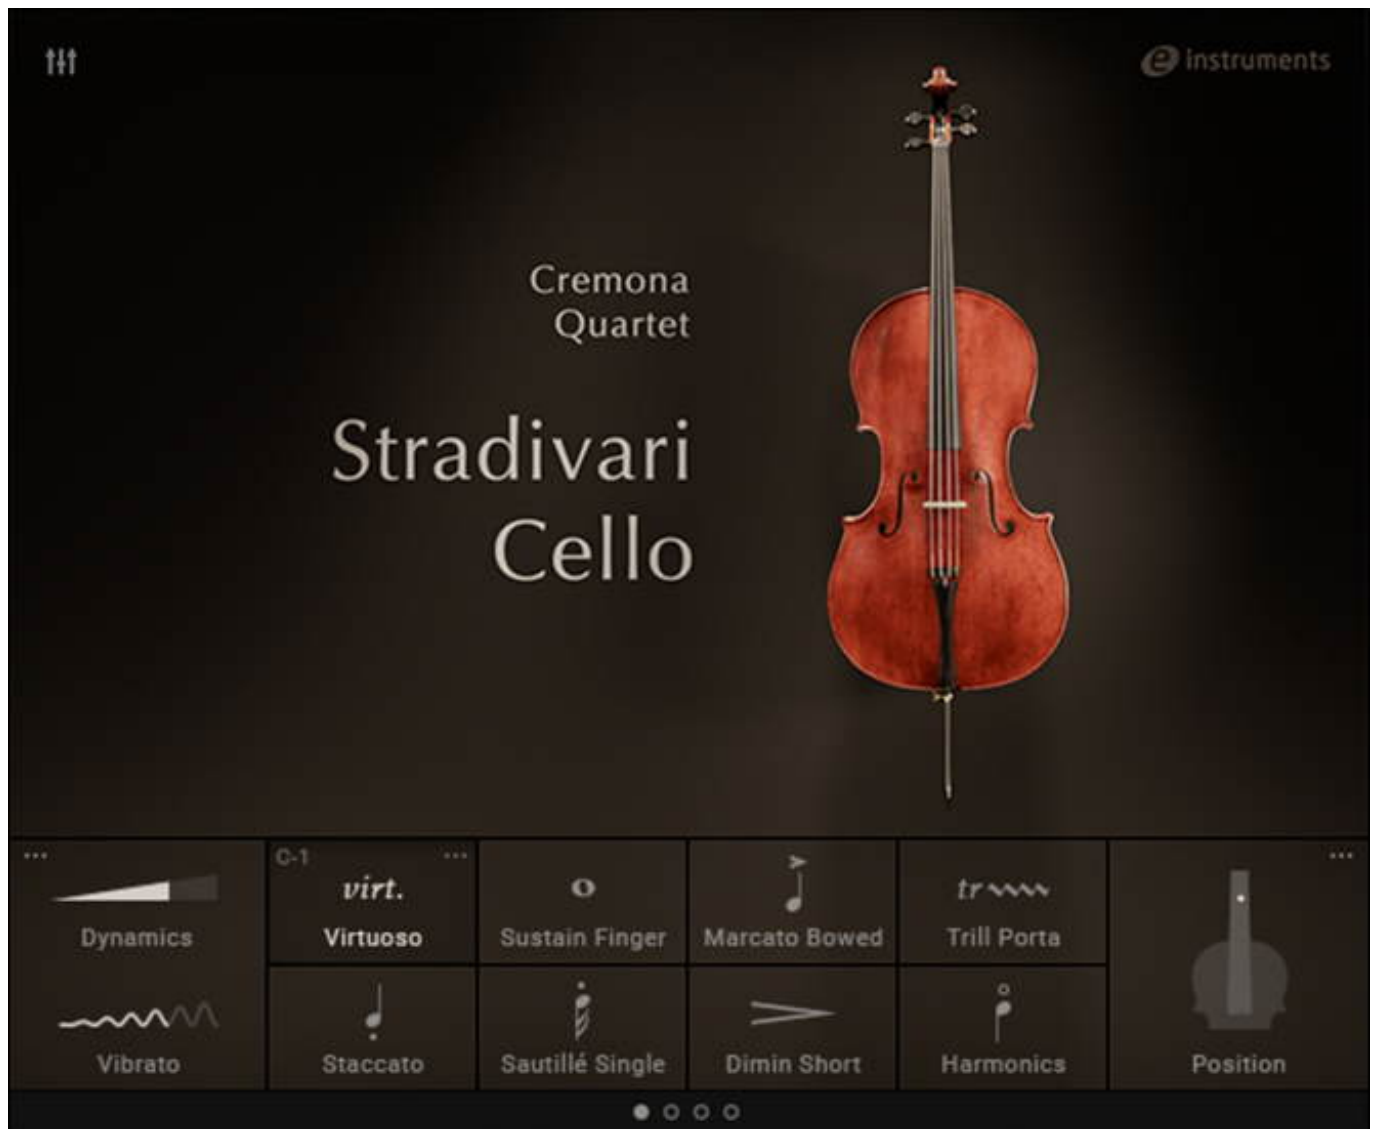 e instruments
Cremona
Quartet
Stradivari
Cello
Dynamics
Vibrato
C-1
virt.
Virtuoso
Sustain Finger
Marcato Bowed
tr
Trill Porta
Staccato
Sautillé Single
Dimin Short
Harmonics
Position